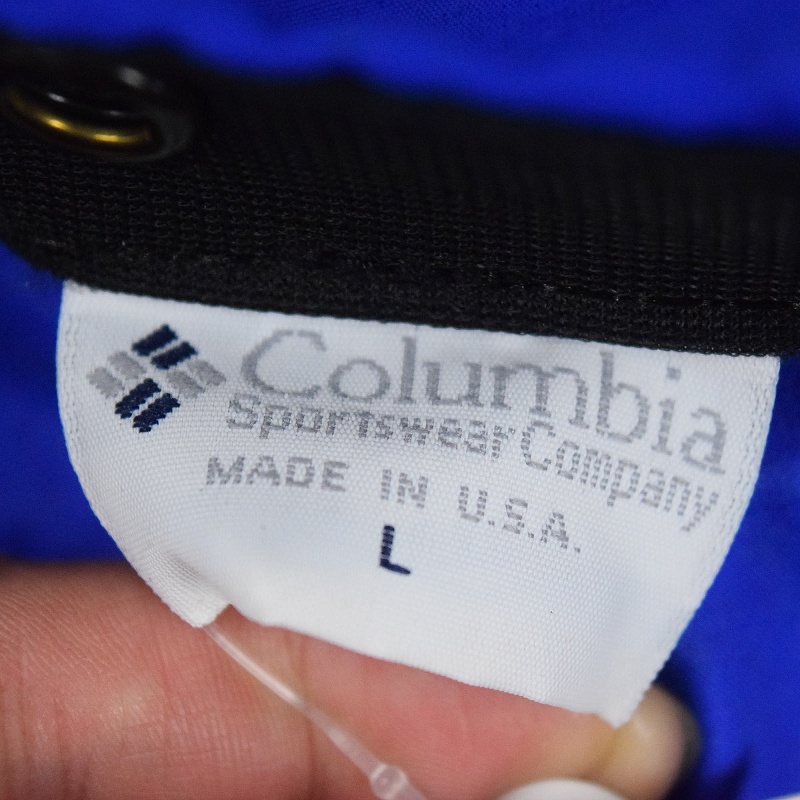 Columbia
Sportswear Company
MADE IN U.S.A.
L